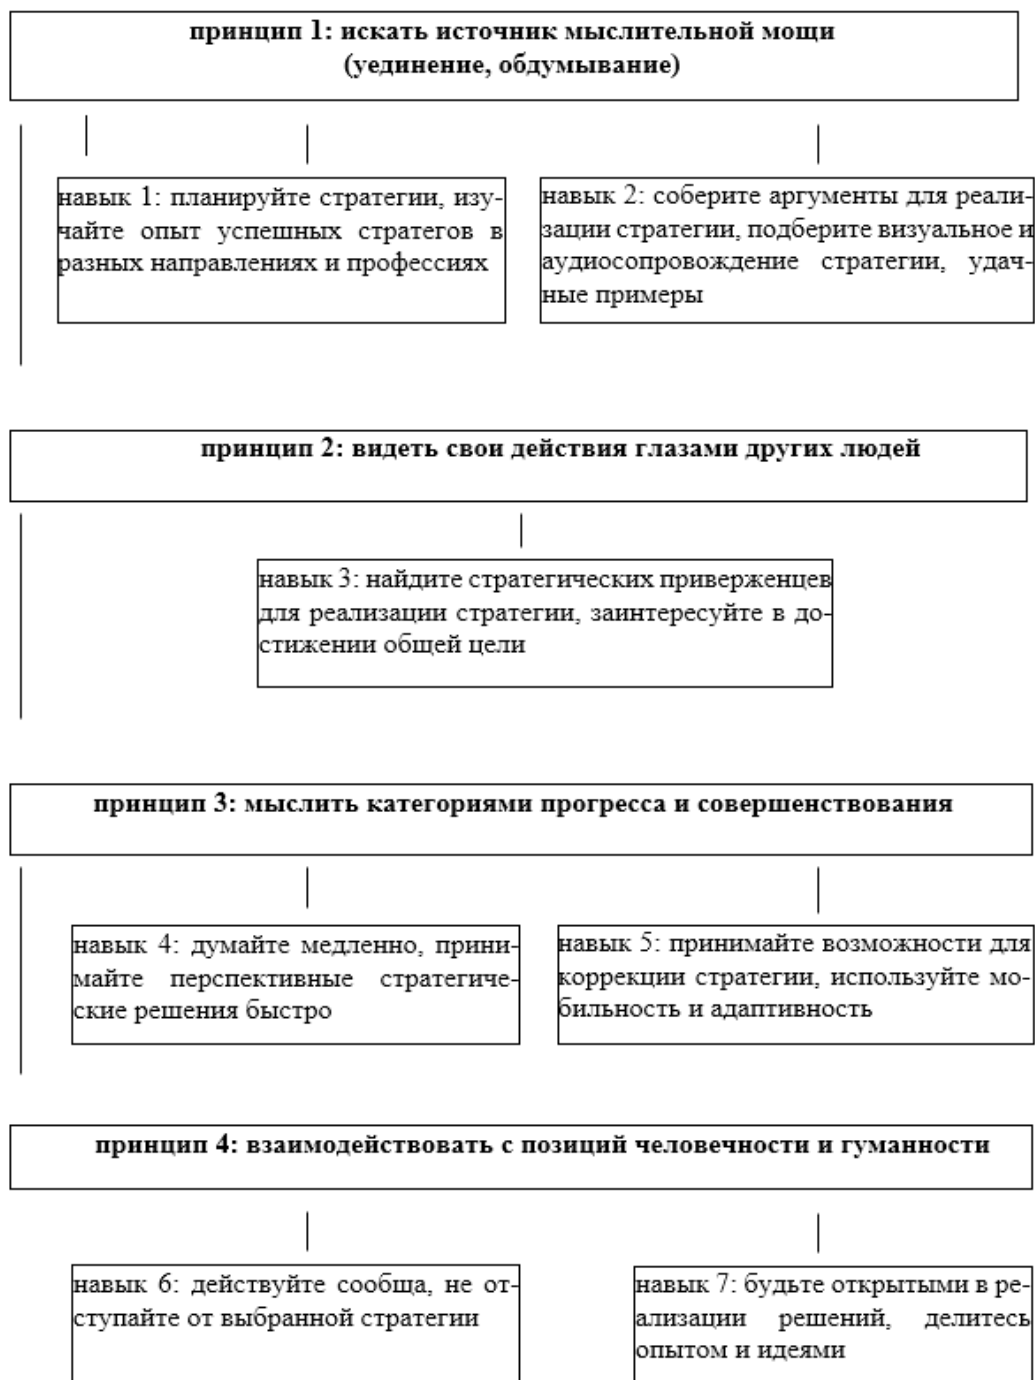 принцип 1: искать источник мыслительной мощи
(уединение, обдумывание)
навык 1: планируйте стратегии, изу-
чайте опыт успешных стратегов в
разных направлениях и профессиях
навык 2: соберите аргументы для реали-
зации стратегии, подберите визуальное и
аудиосопровождение стратегии, удач-
ные примеры
принцип 2: видеть свои действия глазами других людей
навык 3: найдите стратегических приверженцев
для реализации стратегии, заинтересуйте в до-
стижении общей цели
принцип 3: мыслить категориями прогресса и совершенствования
навык 4: думайте медленно, прини-
майте перспективные стратегиче-
ские решения быстро
навык 5: принимайте возможности для
коррекции стратегии, используйте мо-
бильность и адаптивность
принцип 4: взаимодействовать с позиций человечности и гуманности
навык 6: действуйте сообща, не от-
ступайте от выбранной стратегии
навык 7: будьте открытыми в ре-
ализации решений, делитесь
опытом и идеями